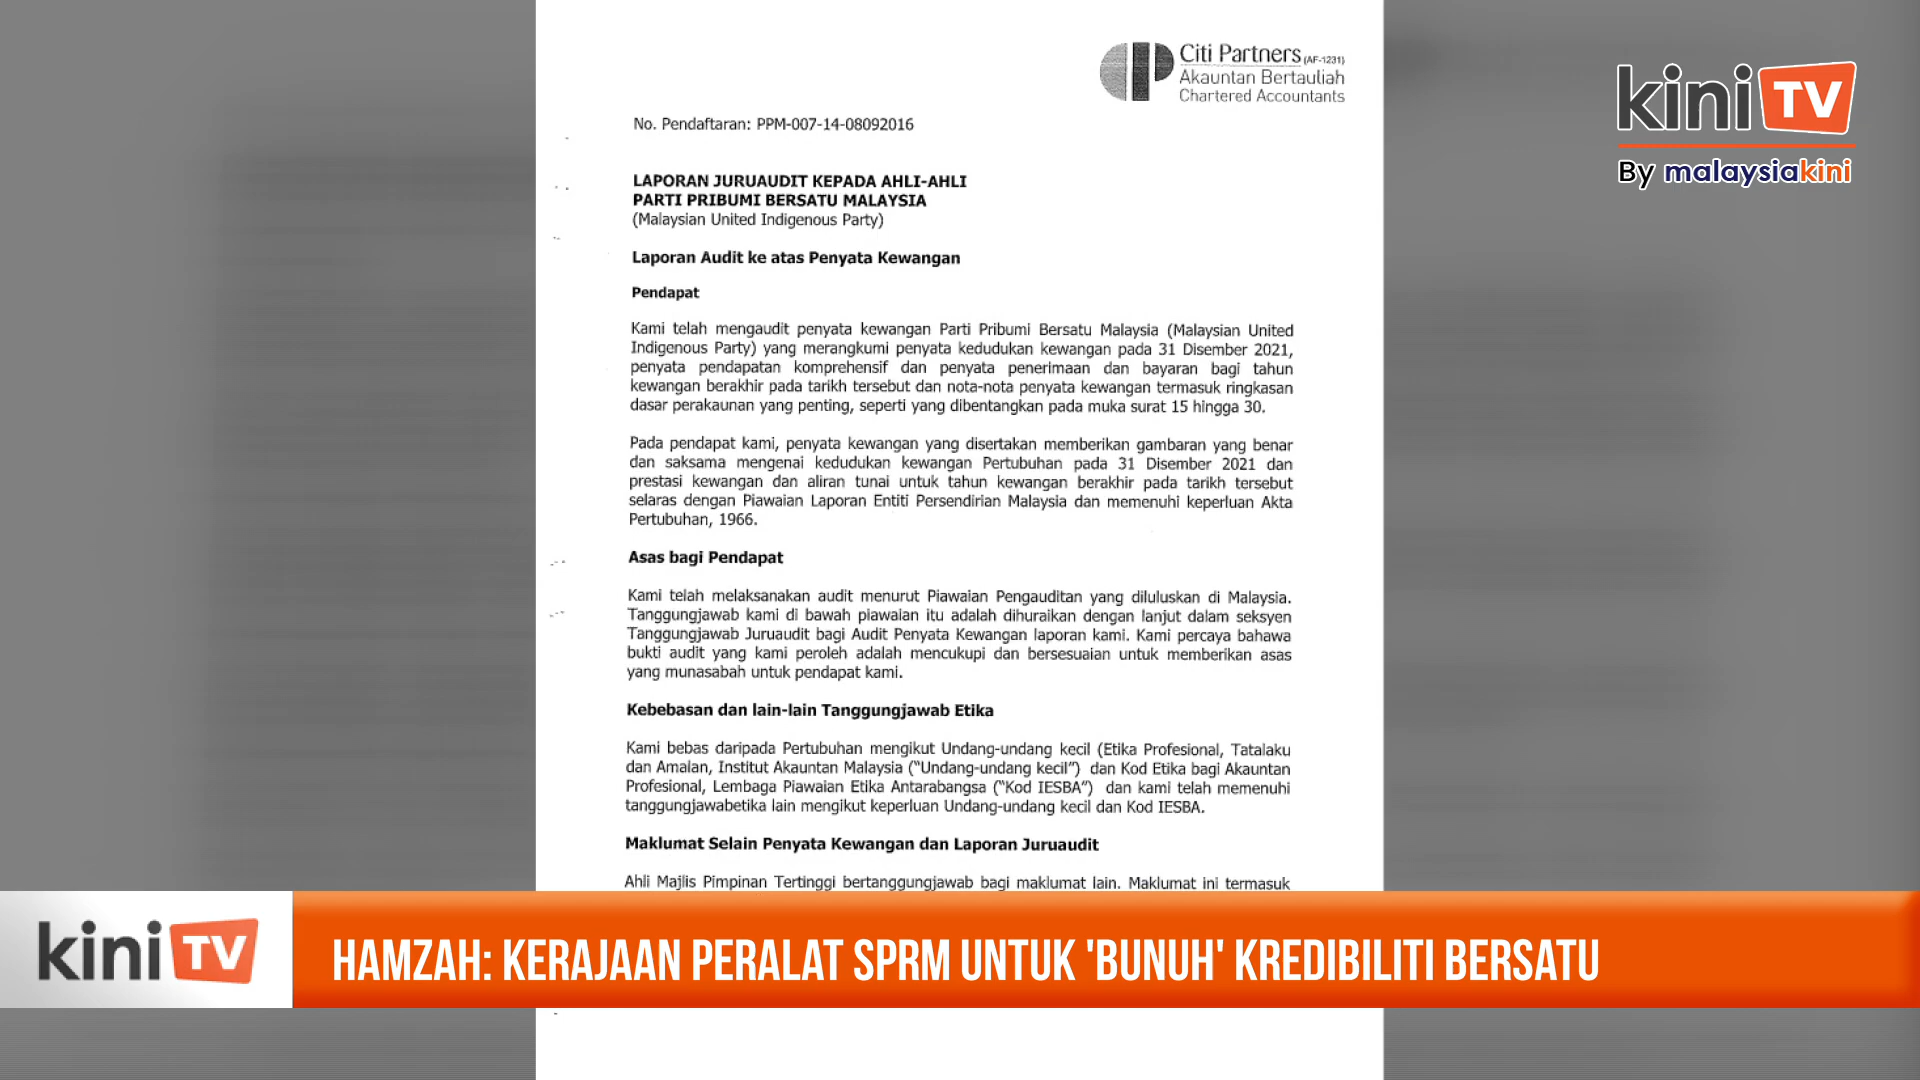 Citi Partners (AF-1231)
Akauntan Bertauliah
Chartered Accountants
kini TV
By malaysiakini
No. Pendaftaran: PPM-007-14-08092016
LAPORAN JURUAUDIT KEPADA AHLI-AHLI
PARTI PRIBUMI BERSATU MALAYSIA
(Malaysian United Indigenous Party)
Laporan Audit ke atas Penyata Kewangan
Pendapat
Kami telah mengaudit penyata kewangan Parti Pribumi Bersatu Malaysia (Malaysian United
Indigenous Party) yang merangkumi penyata kedudukan kewangan pada 31 Disember 2021,
penyata pendapatan komprehensif dan penyata penerimaan dan bayaran bagi tahun
kewangan berakhir pada tarikh tersebut dan nota-nota penyata kewangan termasuk ringkasan
dasar perakaunan yang penting, seperti yang dibentangkan pada muka surat 15 hingga 30.
Pada pendapat kami, penyata kewangan yang disertakan memberikan gambaran yang benar
dan saksama mengenai kedudukan kewangan Pertubuhan pada 31 Disember 2021 dan
prestasi kewangan dan aliran tunai untuk tahun kewangan berakhir pada tarikh tersebut
selaras dengan Piawaian Laporan Entiti Persendirian Malaysia dan memenuhi keperluan Akta
Pertubuhan, 1966.
Asas bagi Pendapat
Kami telah melaksanakan audit menurut Piawaian Pengauditan yang diluluskan di Malaysia.
Tanggungjawab kami di bawah piawaian itu adalah dihuraikan dengan lanjut dalam seksyen
Tanggungjawab Juruaudit bagi Audit Penyata Kewangan laporan kami. Kami percaya bahawa
bukti audit yang kami peroleh adalah mencukupi dan bersesuaian untuk memberikan asas
yang munasabah untuk pendapat kami.
Kebebasan dan lain-lain Tanggungjawab Etika
Kami bebas daripada Pertubuhan mengikut Undang-undang kecil (Etika Profesional, Tatalaku
dan Amalan, Institut Akauntan Malaysia ("Undang-undang kecil") dan Kod Etika bagi Akauntan
Profesional, Lembaga Piawaian Etika Antarabangsa ("Kod IESBA") dan kami telah memenuhi
tanggungjawabetika lain mengikut keperluan Undang-undang kecil dan Kod IESBA.
Maklumat Selain Penyata Kewangan dan Laporan Juruaudit
Ahli Majlis Pimpinan Tertinggi bertanggungjawab bagi maklumat lain. Maklumat ini termasuk
kini TV
HAMZAH: KERAJAAN PERALAT SPRM UNTUK 'BUNUH' KREDIBILITI BERSATU